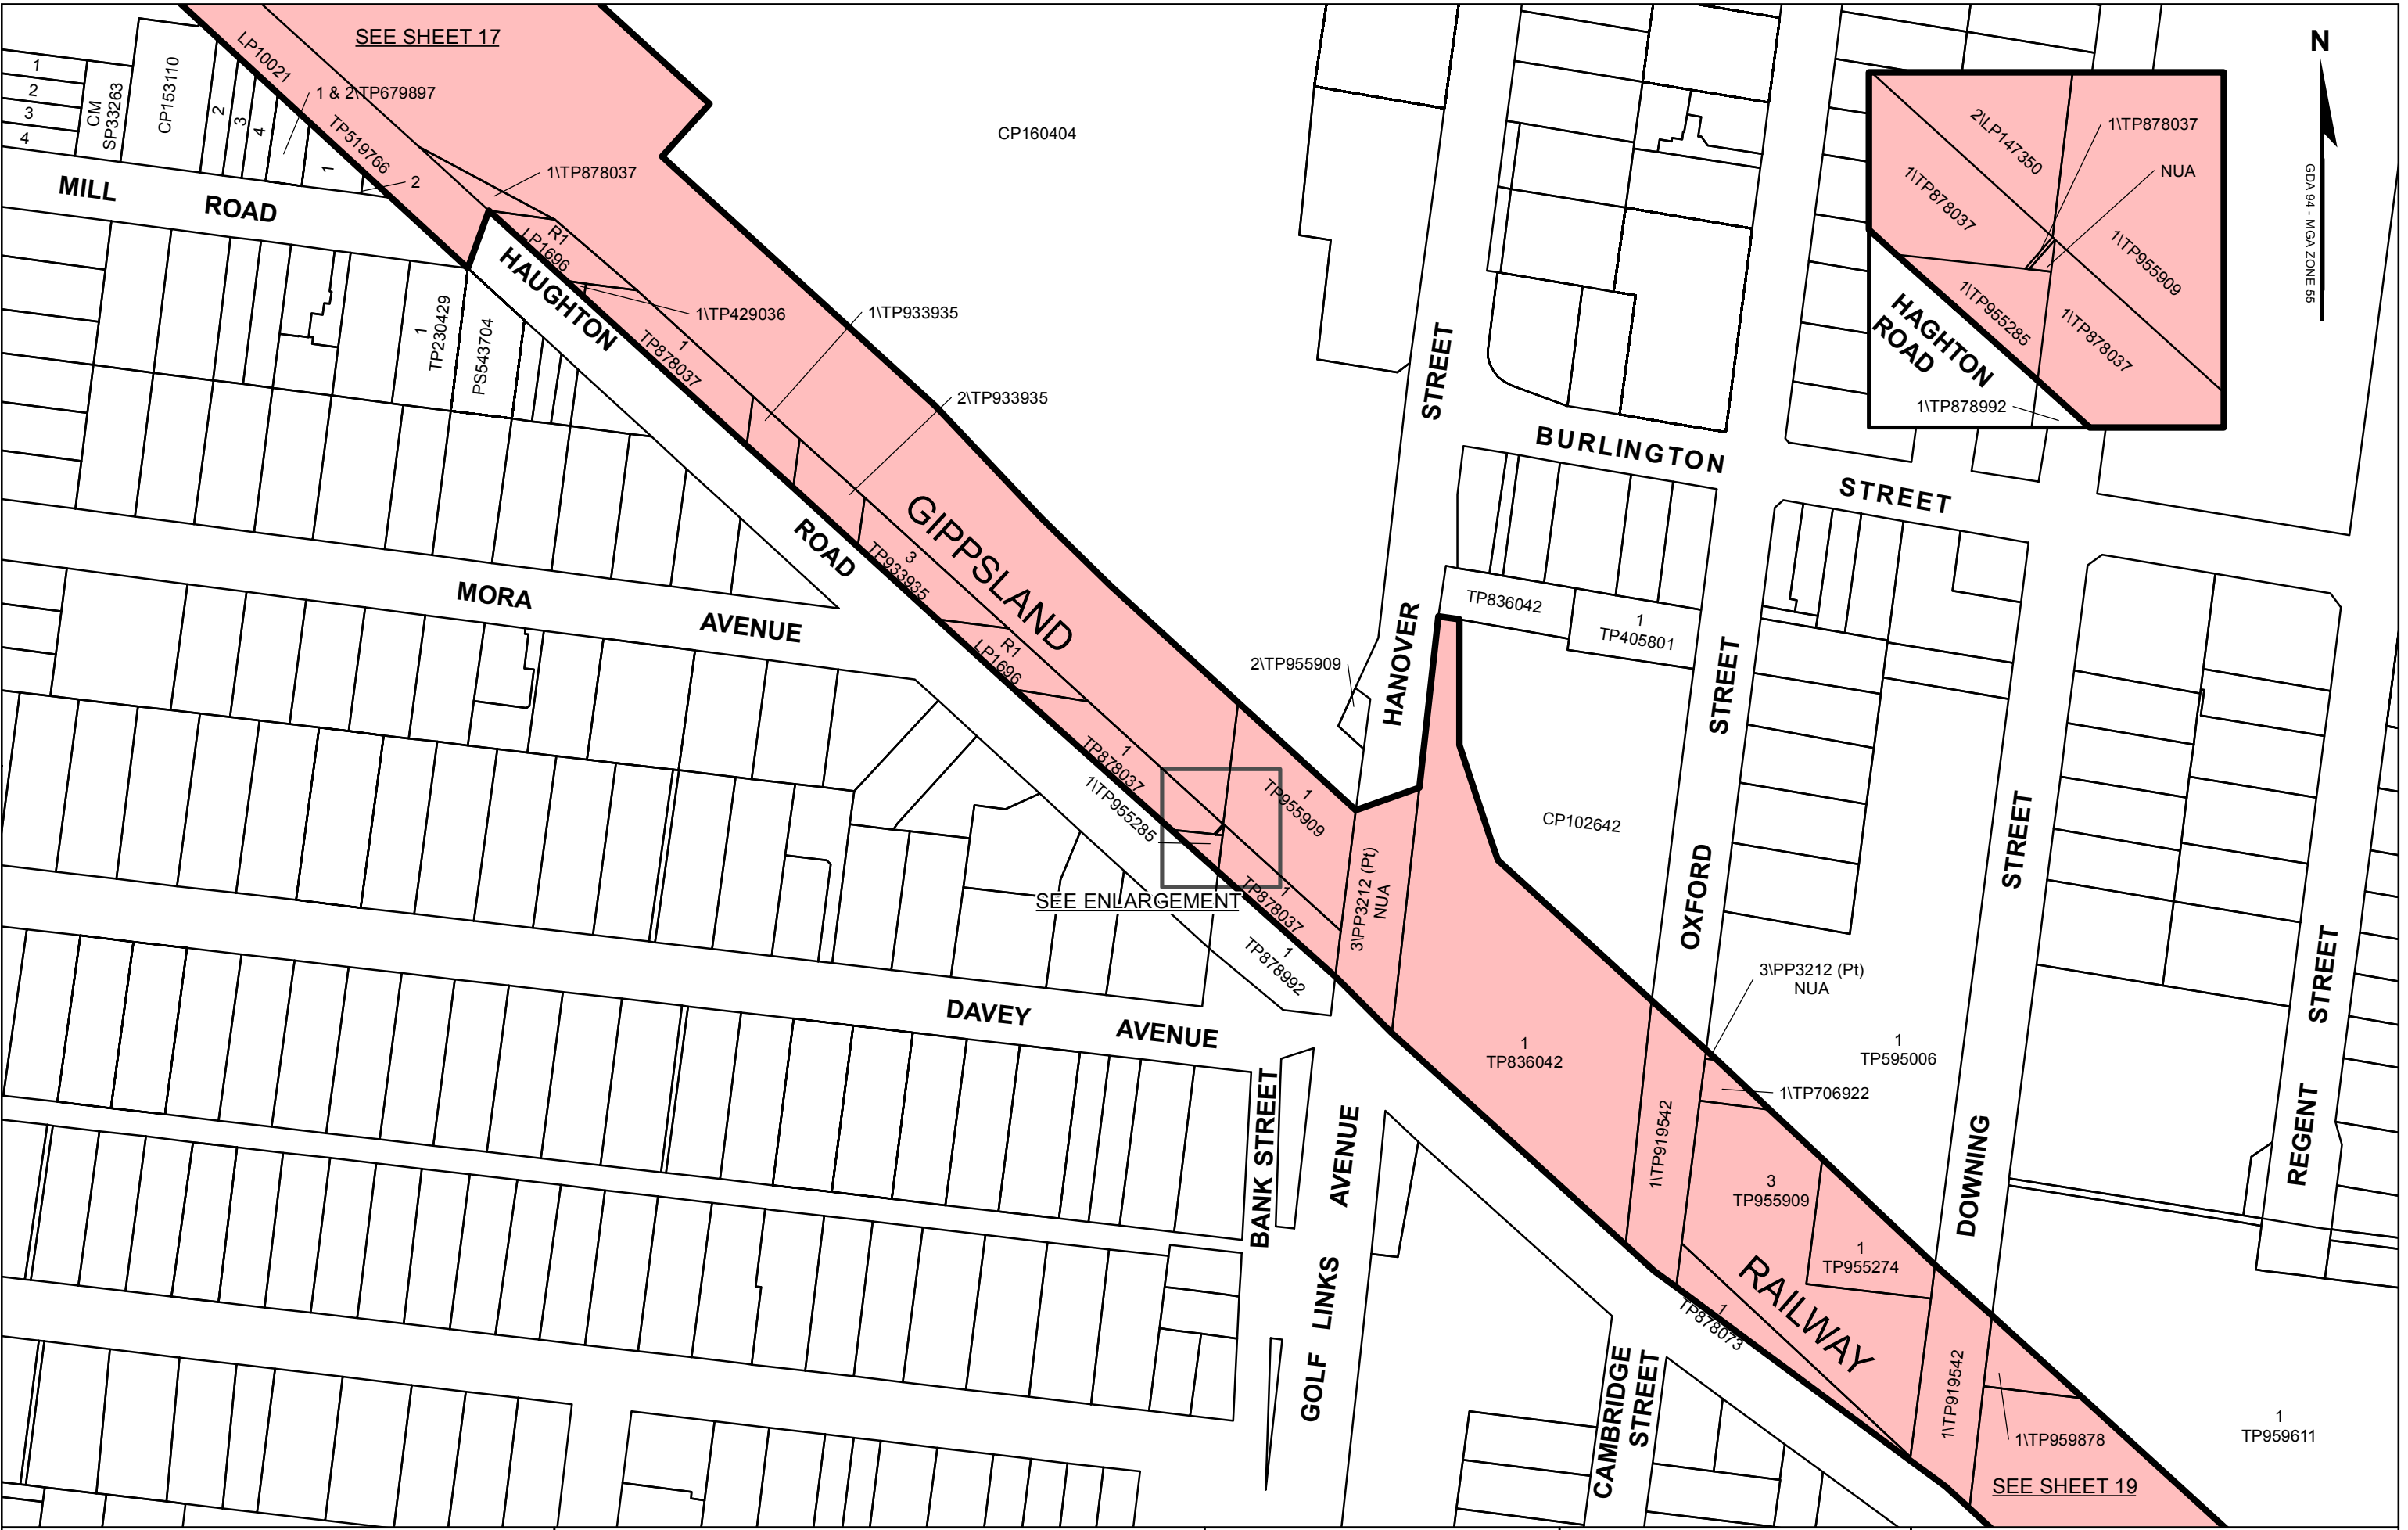 SEE SHEET 17
LP10021
1
2
3
4
CM
SP33263
CP153110
2
3
4
1 & 2\TP679897
1
2
TP519766
CP160404
1\TP878037
MILL
ROAD
R1
LP1696
HAUGHTON
1\TP429036
1
TP230429
PS543704
1
TP878037
1\TP933935
2\TP933935
STREET
BURLINGTON
STREET
N
GDA 94 - MGA ZONE 55
2\LP147350
1\TP878037
NUA
1\TP878037
1\TP955909
1\TP955285
1\TP878037
HAGHTON
ROAD
1\TP878992
GIPPSLAND
ROAD
3
TP933935
MORA
AVENUE
R1
LP1696
TP836042
1
TP405801
2\TP955909
HANOVER
STREET
1
TP878037
1\TP955285
1
TP955909
CP102642
SEE ENLARGEMENT
1
TP878037
3\PP3212 (Pt)
NUA
1
TP878992
OXFORD
STREET
STREET
3\PP3212 (Pt)
NUA
DAVEY
AVENUE
1
TP836042
1
TP595006
1\TP706922
1\TP919542
BANK STREET
AVENUE
DOWNING
REGENT
3
TP955909
1
TP955274
RAILWAY
1
TP878073
GOLF
LINKS
CAMBRIDGE
STREET
1\TP919542
1\TP959878
1
TP959611
SEE SHEET 19